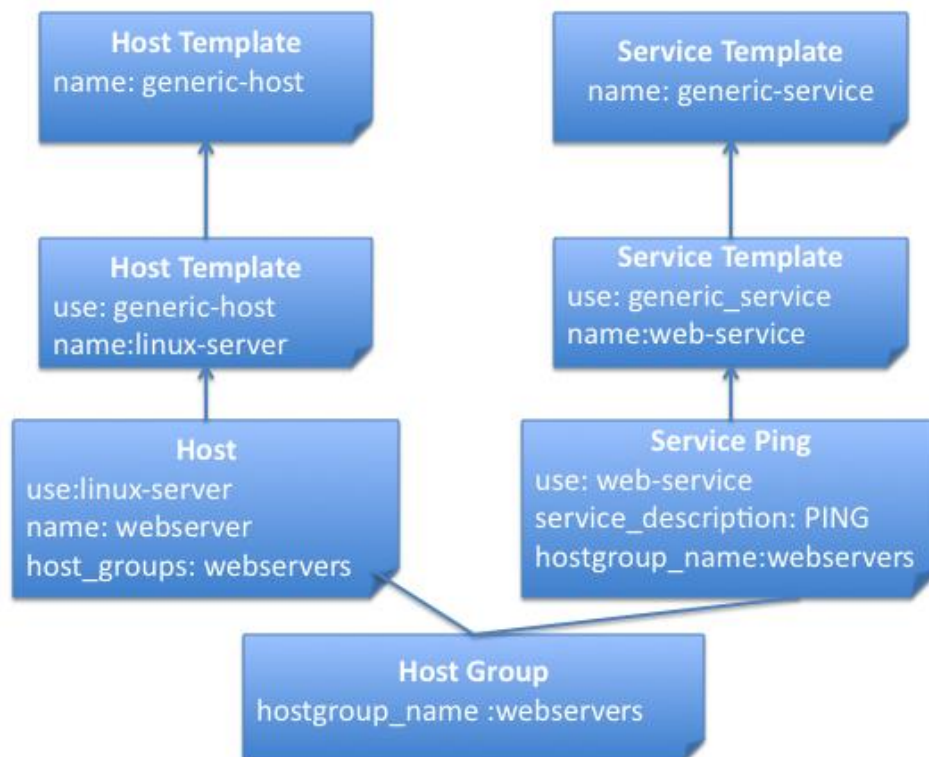 Host Template
name: generic-host
Service Template
name: generic-service
Host Template
use: generic-host
name:linux-server
Service Template
use: generic_service
name:web-service
Host
use:linux-server
name: webserver
host_groups: webservers
Service Ping
use: web-service
service_description: PING
hostgroup_name:webservers
Host Group
hostgroup_name :webservers